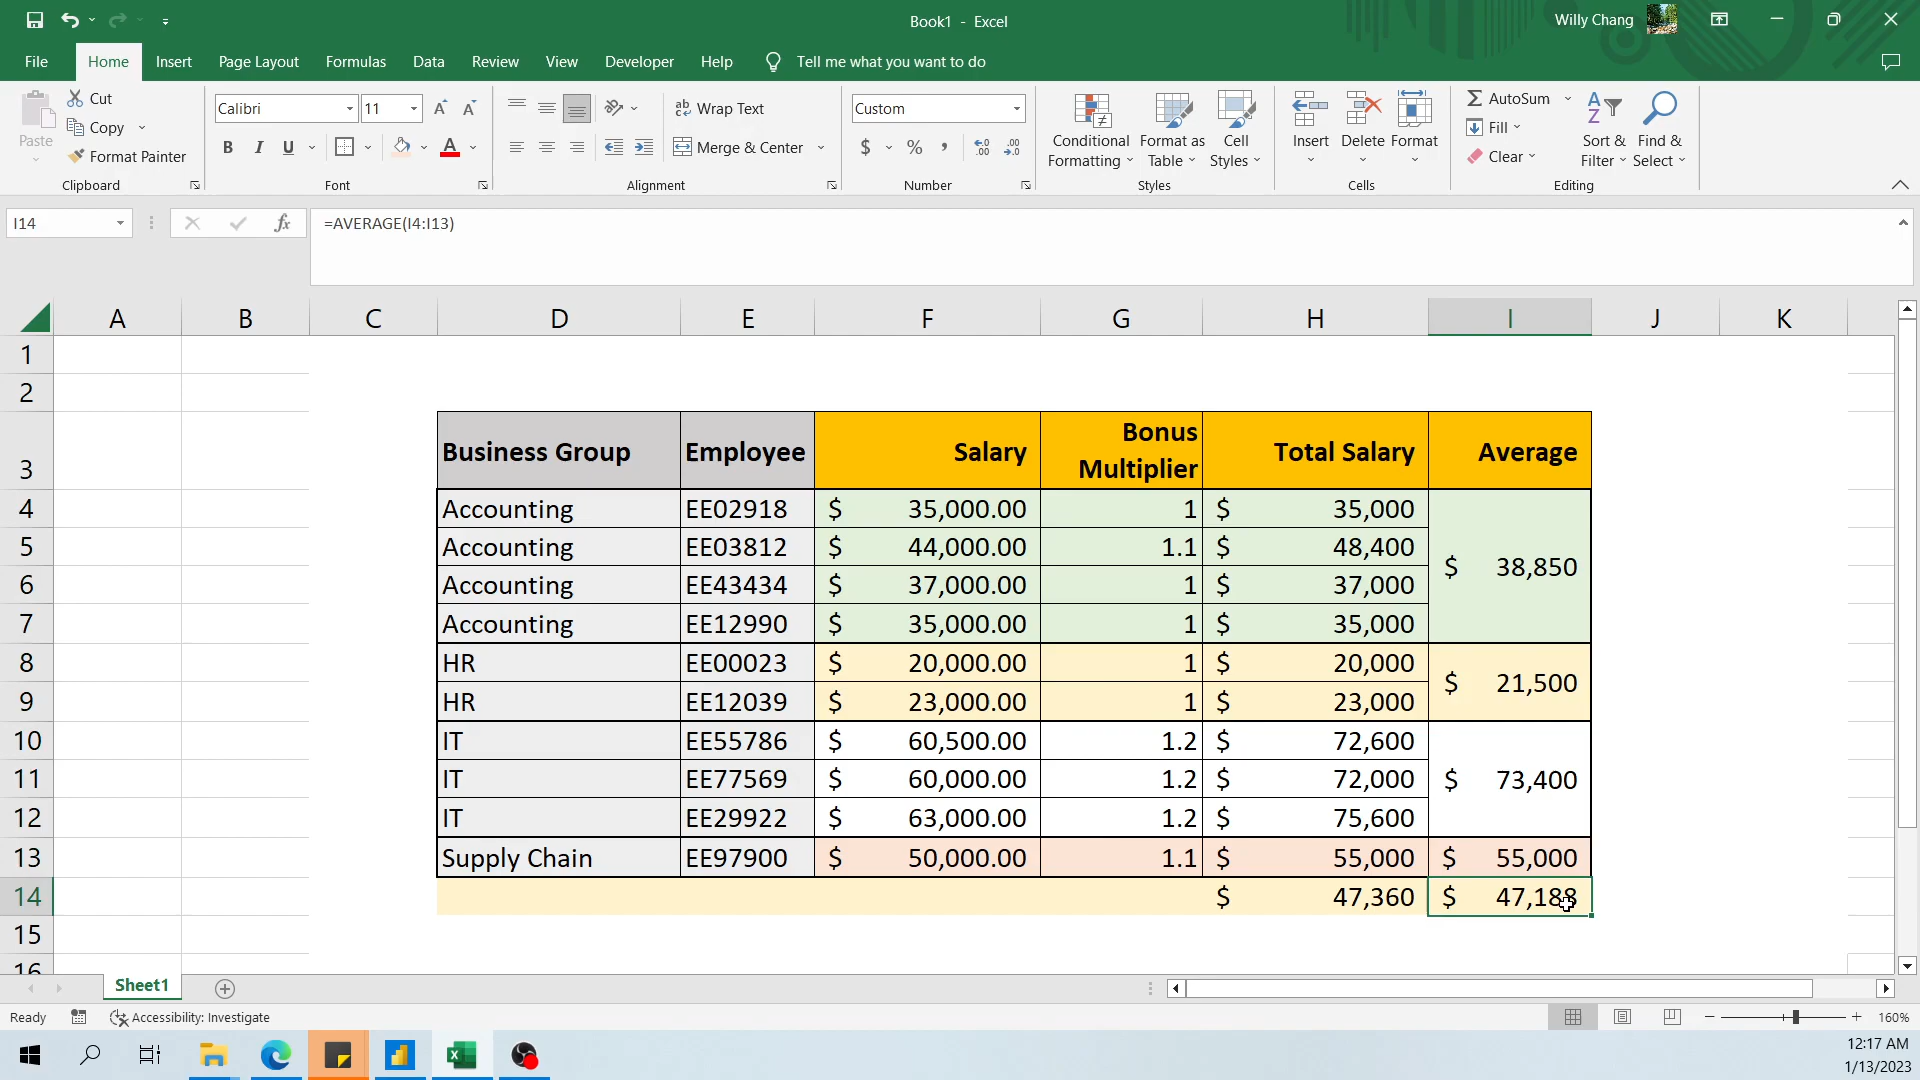 Book1 - Excel
Willy Chang
File Home Insert Page Layout Formulas Data Review View Developer Help Tell me what you want to do
Paste
Cut
Copy
Format Painter
Clipboard
Calibri 11
B I U
Font
Wrap Text
Merge & Center
Alignment
Custom
$ % ,
Number
Conditional Formatting
Format as Table
Cell Styles
Styles
Insert Delete Format
Cells
AutoSum
Fill
Clear
Sort & Filter
Find & Select
Editing
I14 fx =AVERAGE(I4:I13)
A B C D E F G H I J K
1
2
3 Business Group Employee Salary Bonus Multiplier Total Salary Average
4 Accounting EE02918 $ 35,000.00 1 $ 35,000
5 Accounting EE03812 $ 44,000.00 1.1 $ 48,400
$ 38,850
6 Accounting EE43434 $ 37,000.00 1 $ 37,000
7 Accounting EE12990 $ 35,000.00 1 $ 35,000
8 HR EE00023 $ 20,000.00 1 $ 20,000
$ 21,500
9 HR EE12039 $ 23,000.00 1 $ 23,000
10 IT EE55786 $ 60,500.00 1.2 $ 72,600
11 IT EE77569 $ 60,000.00 1.2 $ 72,000 $ 73,400
12 IT EE29922 $ 63,000.00 1.2 $ 75,600
13 Supply Chain EE97900 $ 50,000.00 1.1 $ 55,000 $ 55,000
14 $ 47,360 $ 47,188
15
16
Sheet1
Ready Accessibility: Investigate 160%
12:17 AM
1/13/2023